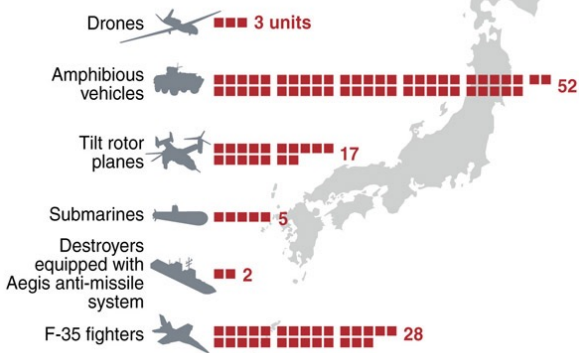 Drones
3 units
Amphibious
vehicles
52
Tilt rotor
planes
17
Submarines
5
Destroyers
equipped with
Aegis anti-missile
system
2
F-35 fighters
28